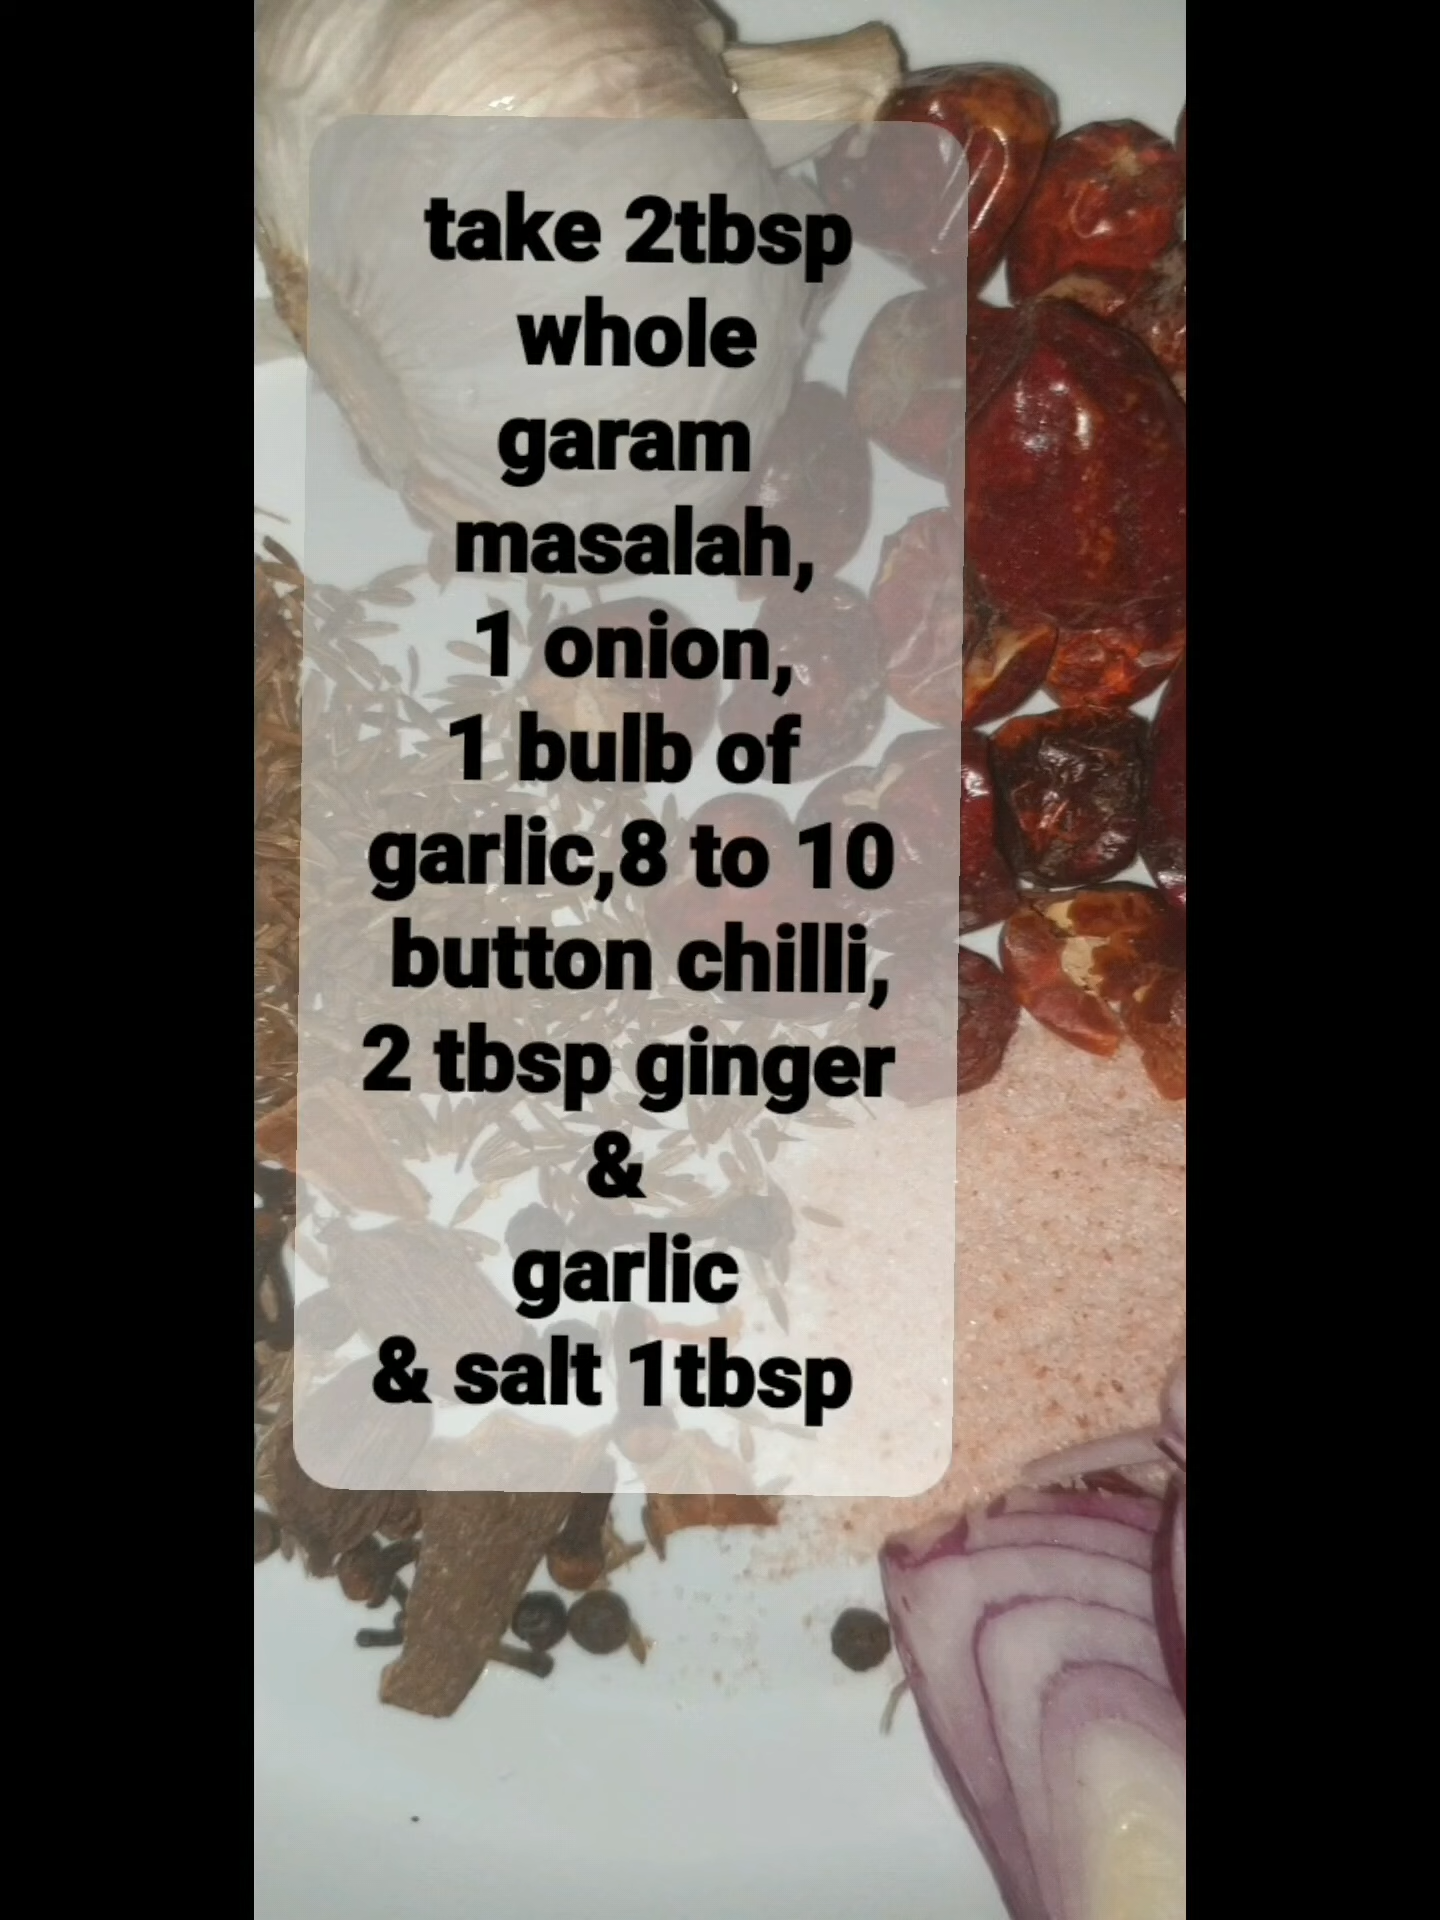 take 2tbsp
whole
garam
masalah,
1 onion,
1 bulb of
garlic,8 to 10
button chilli,
2 tbsp ginger
&
garlic
& salt 1tbsp